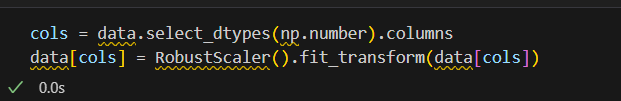 cols = data.select_dtypes(np.number).columns
data[cols] = RobustScaler().fit_transform(data[cols])
0.0s